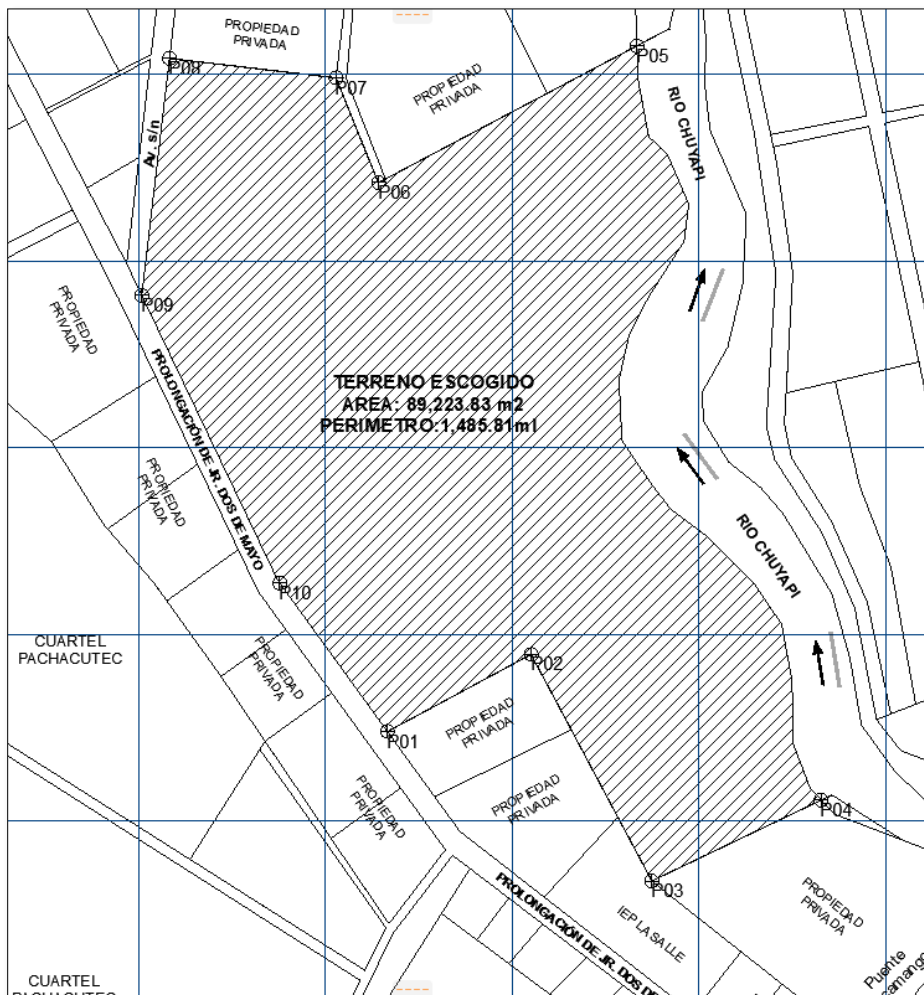 PROPIEDAD
PRIVADA
P08
P07
P05
PROPIEDAD
PRIVADA
RIO CHUYAPI
Av. s/n
P06
P09
PROPIEDAD
PRIVADA
TERRENO ESCOGIDO
AREA: 89,223.83 m2
PERIMETRO:1,485.81ml
PROLONGACIÓN DE JR. DOS DE MAYO
PROPIEDAD
PRIVADA
RIO CHUYAPI
P10
CUARTEL
PACHACUTEC
PROPIEDAD
PRIVADA
P02
PROPIEDAD
PRIVADA
P01
PROPIEDAD
PRIVADA
PROPIEDAD
PRIVADA
P04
P03
PROLONGACIÓN DE JR. DOS DE
IEP LA SALLE
PROPIEDAD
PRIVADA
Puente
CUARTEL
PACHACUTEC